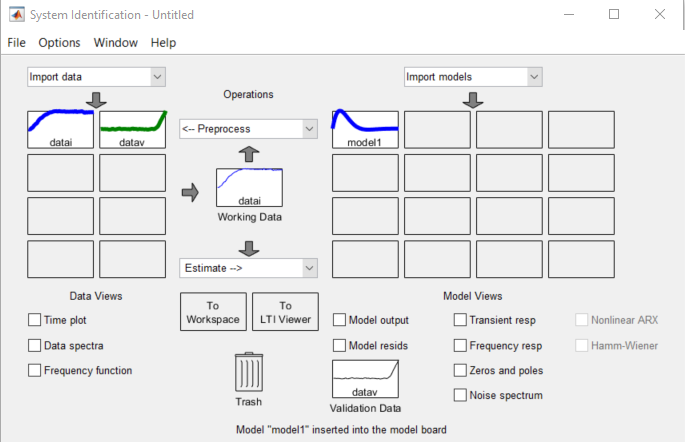 System Identification - Untitled
File Options Window Help
Import data
Import models
Operations
<-- Preprocess
datai
datav
model1
datai
Working Data
Estimate -->
Data Views
Model Views
To
Workspace
To
LTI Viewer
Time plot
Data spectra
Frequency function
Model output
Model resids
Transient resp
Frequency resp
Zeros and poles
Noise spectrum
Nonlinear ARX
Hamm-Wiener
datav
Validation Data
Trash
Model "model1" inserted into the model board